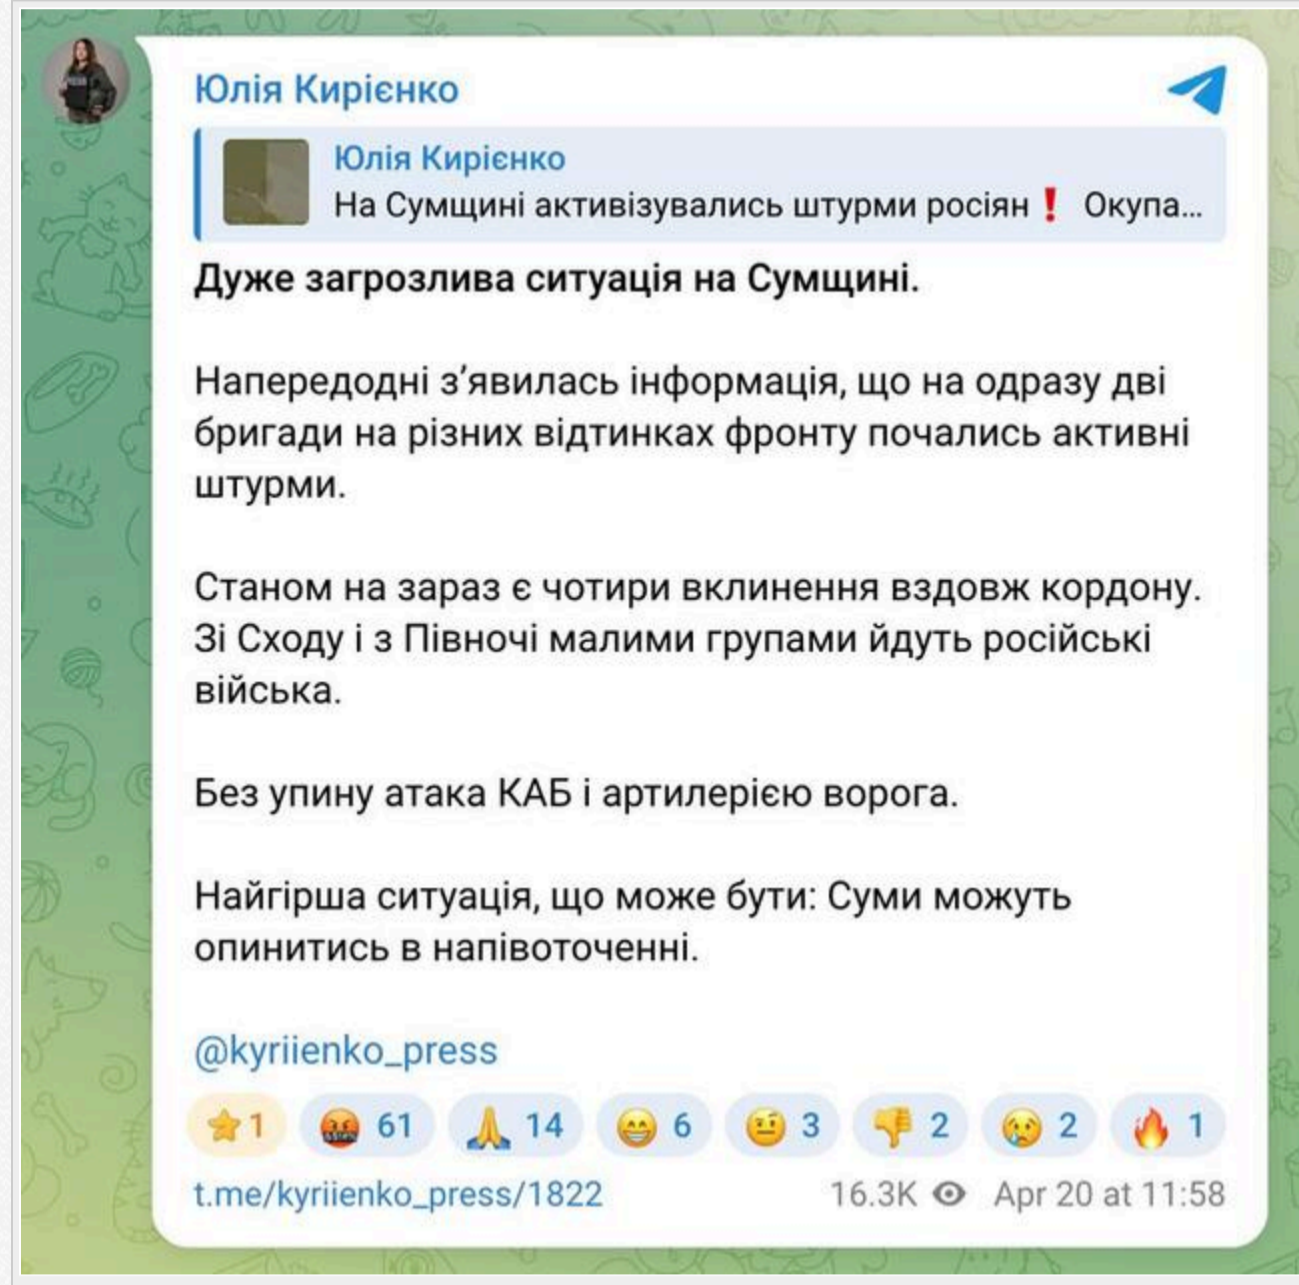 Юлія Кирієнко
Юлія Кирієнко
На Сумщині активізувались штурми росіян❗ Окупа...
Дуже загрозлива ситуація на Сумщині.
Напередодні з’явилась інформація, що на одразу дві
бригади на різних відтинках фронту почались активні
штурми.
Станом на зараз є чотири вклинення вздовж кордону.
Зі Сходу і з Півночі малими групами йдуть російські
війська.
Без упину атака КАБ і артилерією ворога.
Найгірша ситуація, що може бути: Суми можуть
опинитись в напівоточенні.
@kyriienko_press
⭐1 🤬 61 🙏 14 😁 6 🤨 3 👎 2 😢 2 🔥 1
t.me/kyriienko_press/1822 16.3K Apr 20 at 11:58